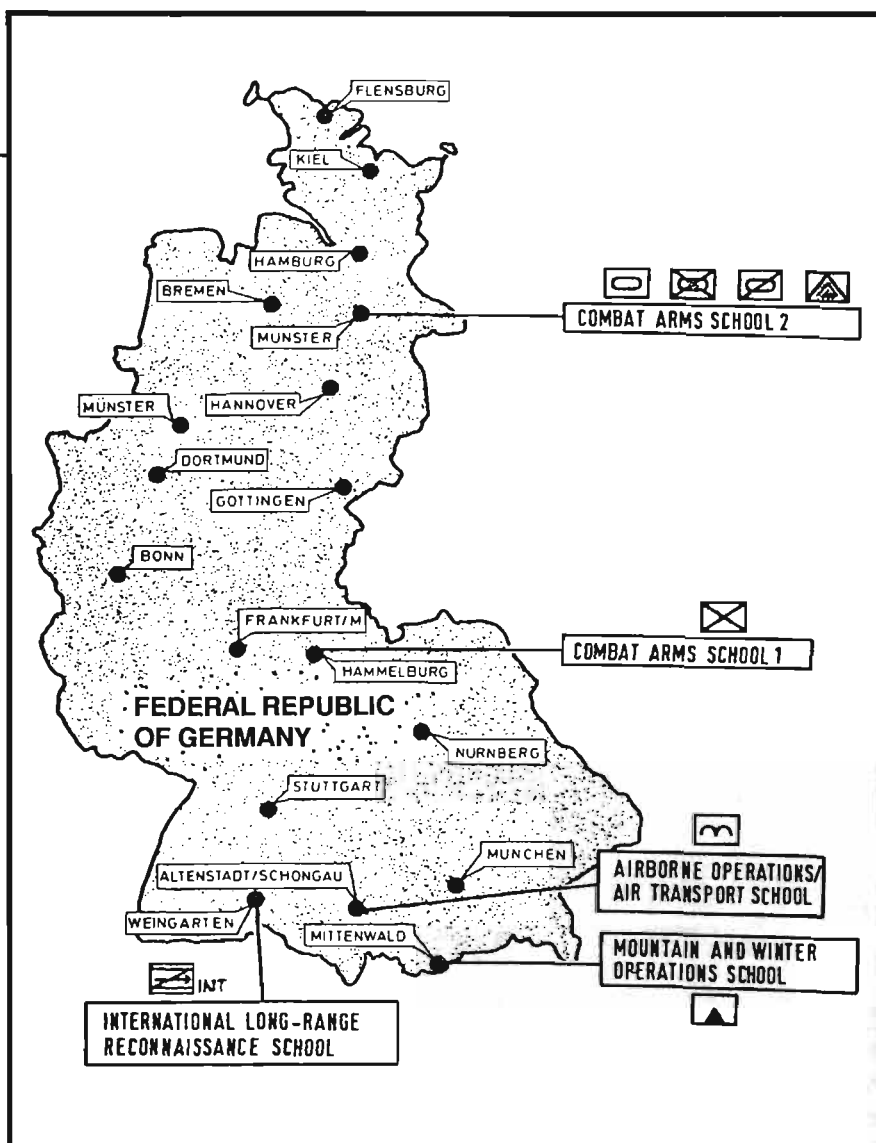 FLENSBURG
KIEL
HAMBURG
BREMEN
MUNSTER
COMBAT ARMS SCHOOL 2
HANNOVER
MÜNSTER
DORTMUND
GOTTINGEN
BONN
FRANKFURT/M
HAMMELBURG
COMBAT ARMS SCHOOL 1
FEDERAL REPUBLIC
OF GERMANY
NURNBERG
STUTTGART
MUNCHEN
ALTENSTADT/SCHONGAU
AIRBORNE OPERATIONS/
AIR TRANSPORT SCHOOL
WEINGARTEN
MITTENWALD
MOUNTAIN AND WINTER
OPERATIONS SCHOOL
INT
INTERNATIONAL LONG-RANGE
RECONNAISSANCE SCHOOL